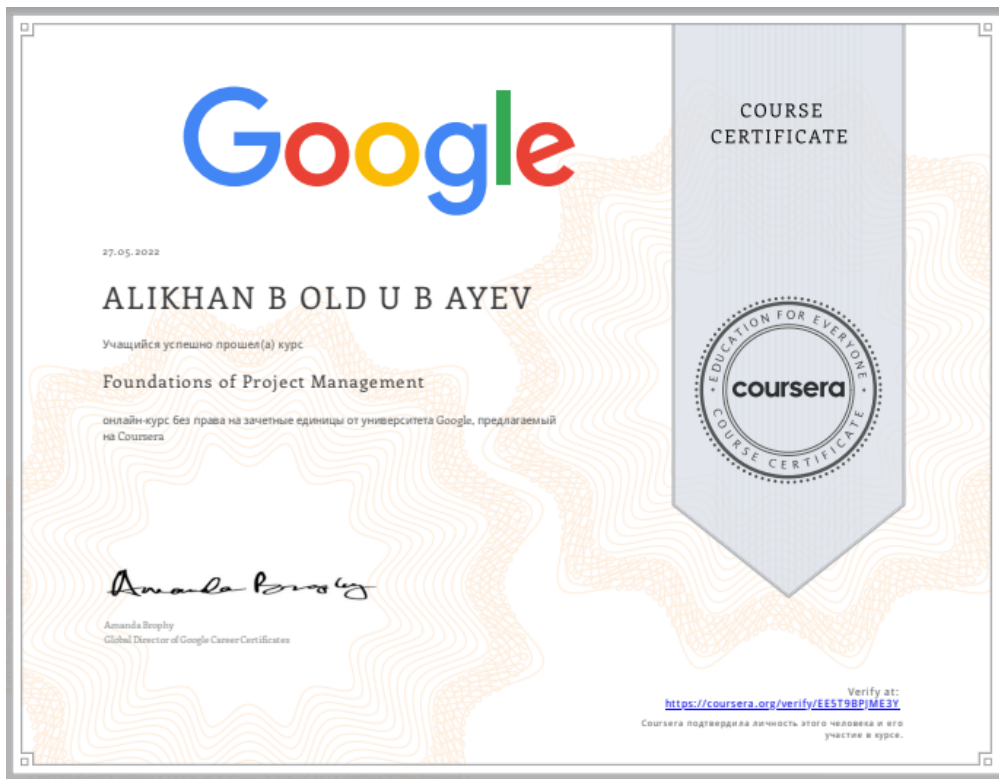 Google
COURSE
CERTIFICATE
27.05.2022
ALIKHAN B OLD U B AYEV
Учащийся успешно прошел(а) курс
Foundations of Project Management
онлайн-курс без права на зачетные единицы от университета Google, предлагаемый
на Coursera
EDUCATION FOR EVERYONE
coursera
COURSE CERTIFICATE
Amanda Brophy
Amanda Brophy
Global Director of Google Career Certificates
Verify at:
https://coursera.org/verify/EE5T9BPJME3Y
Coursera подтвердила личность этого человека и его
участие в курсе.